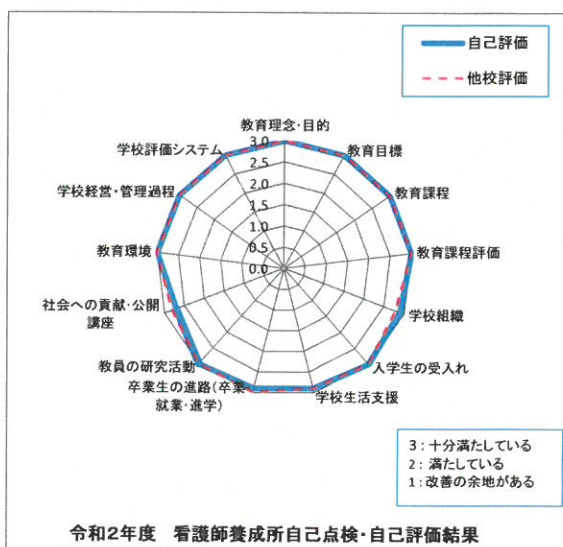 自己評価
他校評価
教育理念・目的
学校評価システム
教育目標
学校経営・管理過程
教育課程
教育環境
教育課程評価
社会への貢献・公開
講座
学校組織
教員の研究活動
入学生の受入れ
卒業生の進路(卒業・
就業・進学)
学校生活支援
3.0
2.5
2.0
1.5
1.0
0.5
0.0
3：十分満たしている
2：満たしている
1：改善の余地がある
令和2年度　看護師養成所自己点検・自己評価結果